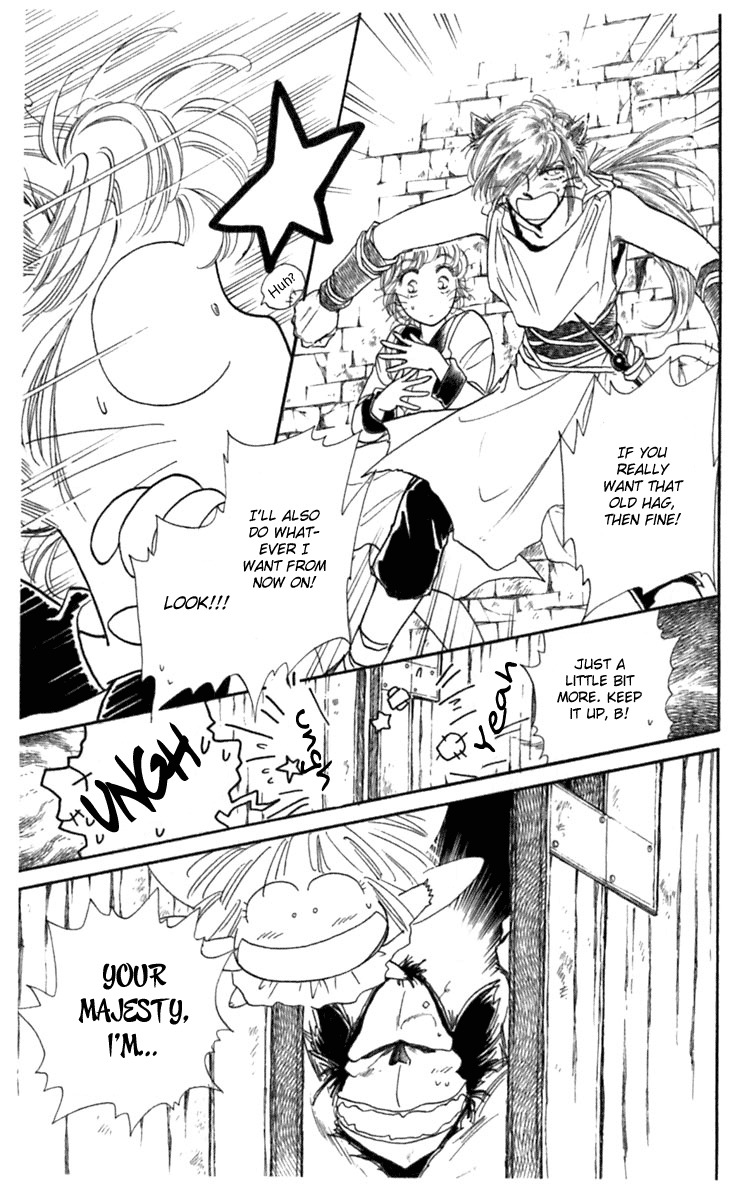 IF YOU
REALLY
WANT THAT
OLD HAG,
THEN FINE!
Huh?
I'LL ALSO
DO WHAT-
EVER I
WANT FROM
NOW ON!
LOOK!!!
JUST A
LITTLE BIT
MORE. KEEP
IT UP, B!
Yeah
Ungh
UNGH
YOUR
MAJESTY,
I'M...